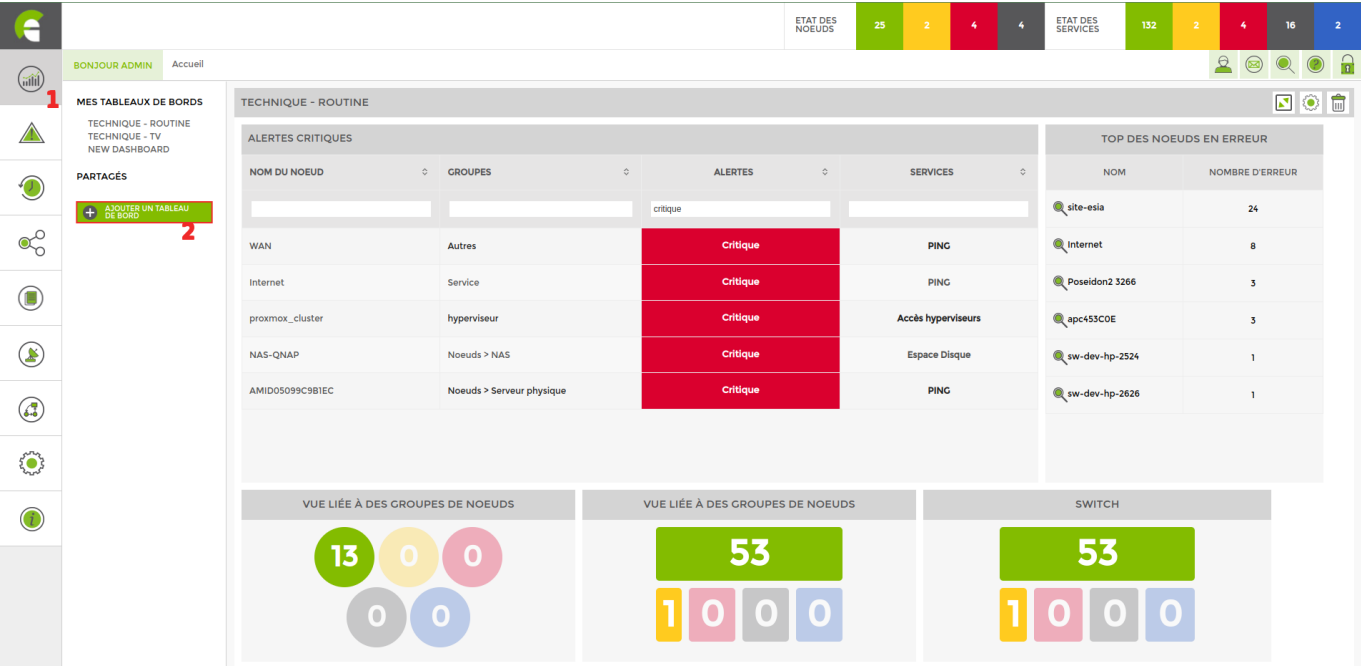 ETAT DES
NOEUDS
25 2 4 4
ETAT DES
SERVICES
132 2 4 16 2
BONJOUR ADMIN Accueil
1
MES TABLEAUX DE BORDS
TECHNIQUE - ROUTINE
TECHNIQUE - TV
NEW DASHBOARD
PARTAGÉS
AJOUTER UN TABLEAU
DE BORD
2
TECHNIQUE - ROUTINE
ALERTES CRITIQUES
NOM DU NOEUD GROUPES ALERTES SERVICES
critique
WAN Autres Critique PING
Internet Service Critique PING
proxmox_cluster hyperviseur Critique Accès hyperviseurs
NAS-QNAP Noeuds > NAS Critique Espace Disque
AMID05099C9B1EC Noeuds > Serveur physique Critique PING
TOP DES NOEUDS EN ERREUR
NOM NOMBRE D'ERREUR
site-esia 24
Internet 8
Poseidon2 3266 3
apc453C0E 3
sw-dev-hp-2524 1
sw-dev-hp-2626 1
VUE LIÉE À DES GROUPES DE NOEUDS
13 0 0
0 0
VUE LIÉE À DES GROUPES DE NOEUDS
53
1 0 0 0
SWITCH
53
1 0 0 0